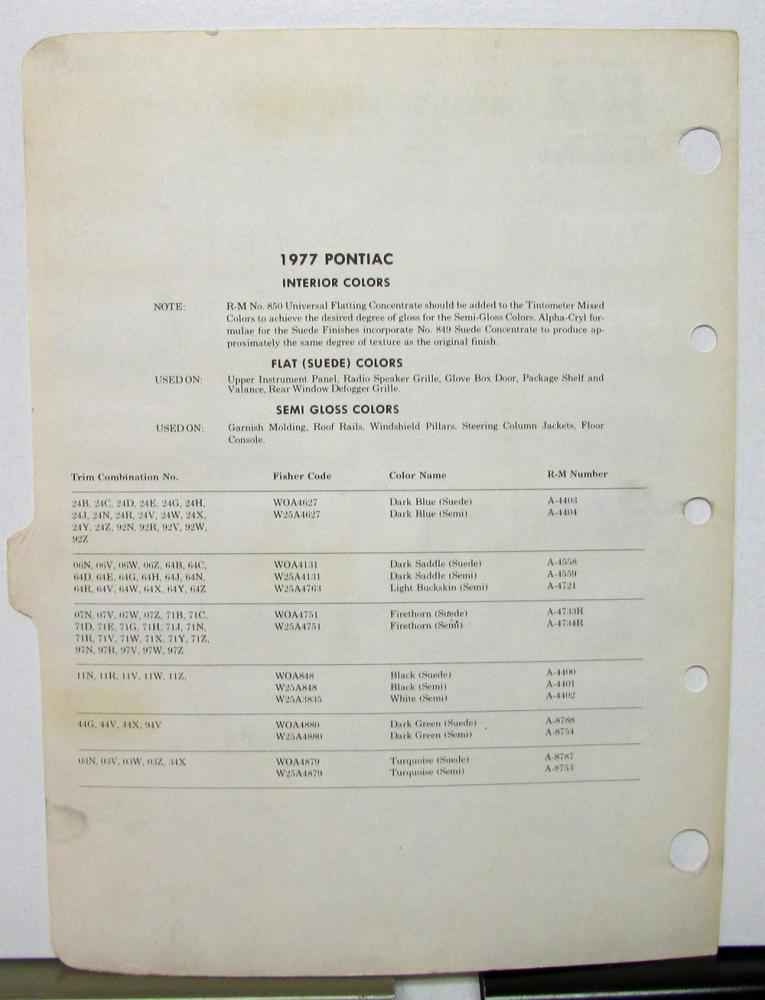 1977 PONTIAC
INTERIOR COLORS
NOTE: R-M No. 850 Universal Flatting Concentrate should be added to the Tintometer Mixed
Colors to achieve the desired degree of gloss for the Semi-Gloss Colors. Alpha-Cryl for-
mulae for the Suede Finishes incorporate No. 849 Suede Concentrate to produce ap-
proximately the same degree of texture as the original finish.
FLAT (SUEDE) COLORS
USED ON: Upper Instrument Panel, Radio Speaker Grille, Glove Box Door, Package Shelf and
Valance, Rear Window Defogger Grille.
SEMI GLOSS COLORS
USED ON: Garnish Molding, Roof Rails, Windshield Pillars, Steering Column Jackets, Floor
Console.
Trim Combination No. Fisher Code Color Name R-M Number
24B, 24C, 24D, 24E, 24G, 24H, WOA4627 Dark Blue (Suede) A-4403
24J, 24N, 24R, 24V, 24W, 24X, W25A4627 Dark Blue (Semi) A-4404
24Y, 24Z, 92N, 92R, 92V, 92W,
92Z
06N, 06V, 06W, 06Z, 64B, 64C, WOA4131 Dark Saddle (Suede) A-4558
64D, 64E, 64G, 64H, 64J, 64N, W25A4131 Dark Saddle (Semi) A-4559
64R, 64V, 64W, 64X, 64Y, 64Z W25A4763 Light Buckskin (Semi) A-4721
07N, 07V, 07W, 07Z, 71B, 71C, WOA4751 Firethorn (Suede) A-4733R
71D, 71E, 71G, 71H, 71J, 71N, W25A4751 Firethorn (Semi) A-4734R
71R, 71V, 71W, 71X, 71Y, 71Z,
97N, 97R, 97V, 97W, 97Z
11N, 11R, 11V, 11W, 11Z, WOA848 Black (Suede) A-4400
W25A848 Black (Semi) A-4401
W25A3835 White (Semi) A-4402
44G, 44V, 44X, 94V WOA4880 Dark Green (Suede) A-8788
W25A4880 Dark Green (Semi) A-8754
03N, 03V, 03W, 03Z, 34X WOA4879 Turquoise (Suede) A-8787
W25A4879 Turquoise (Semi) A-8753